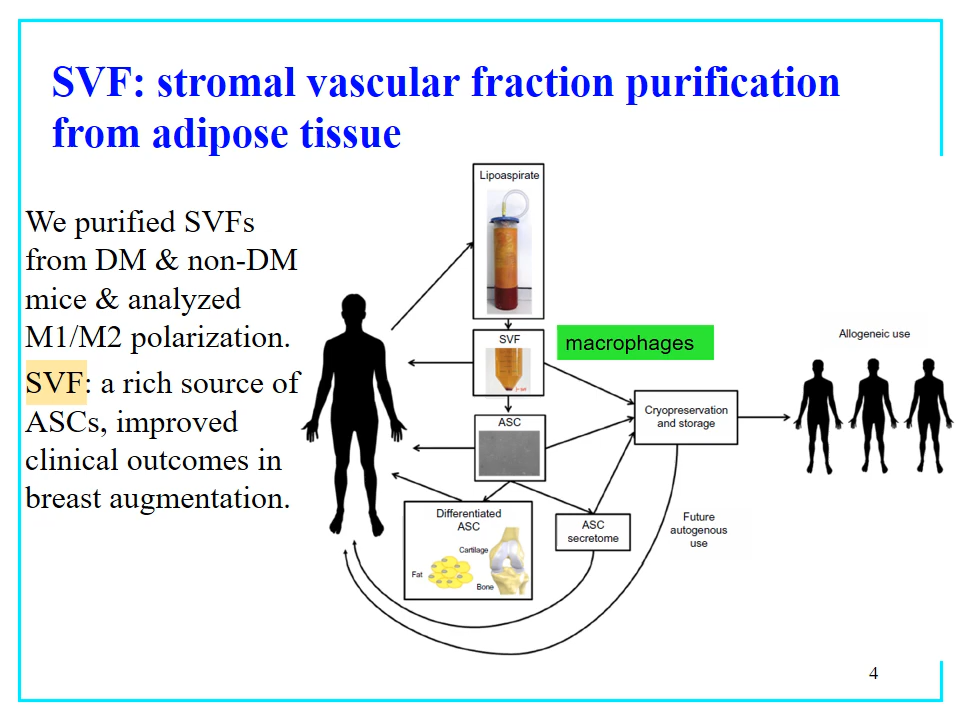 SVF: stromal vascular fraction purification
from adipose tissue
We purified SVFs
from DM & non-DM
mice & analyzed
M1/M2 polarization.
SVF: a rich source of
ASCs, improved
clinical outcomes in
breast augmentation.
Lipoaspirate
SVF
macrophages
ASC
Cryopreservation
and storage
Allogeneic use
Differentiated
ASC
Cartilage
Fat
Bone
ASC
secretome
Future
autogenous
use
4